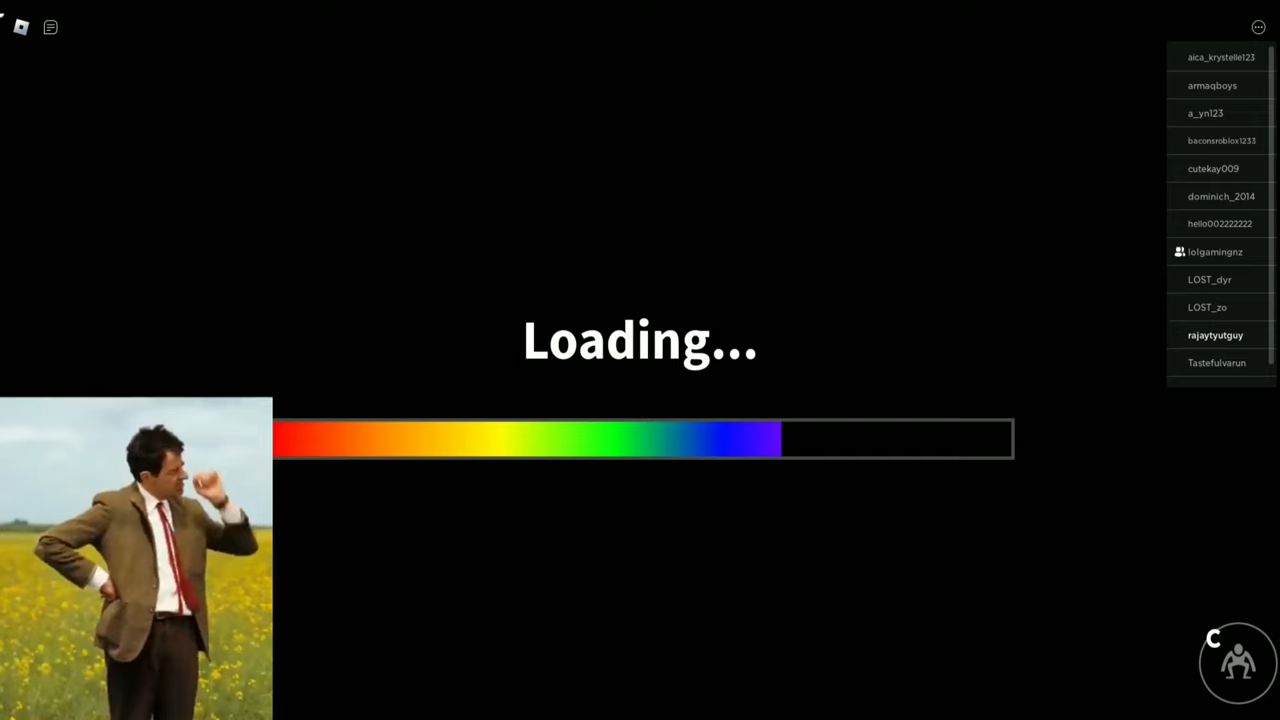 aica_krystelle123
armaqboys
a_yn123
baconsroblox1233
cutekay009
dominich_2014
hello002222222
lolgamingnz
LOST_dyr
LOST_zo
rajaytyutguy
Tastefulvarun
Loading...
C